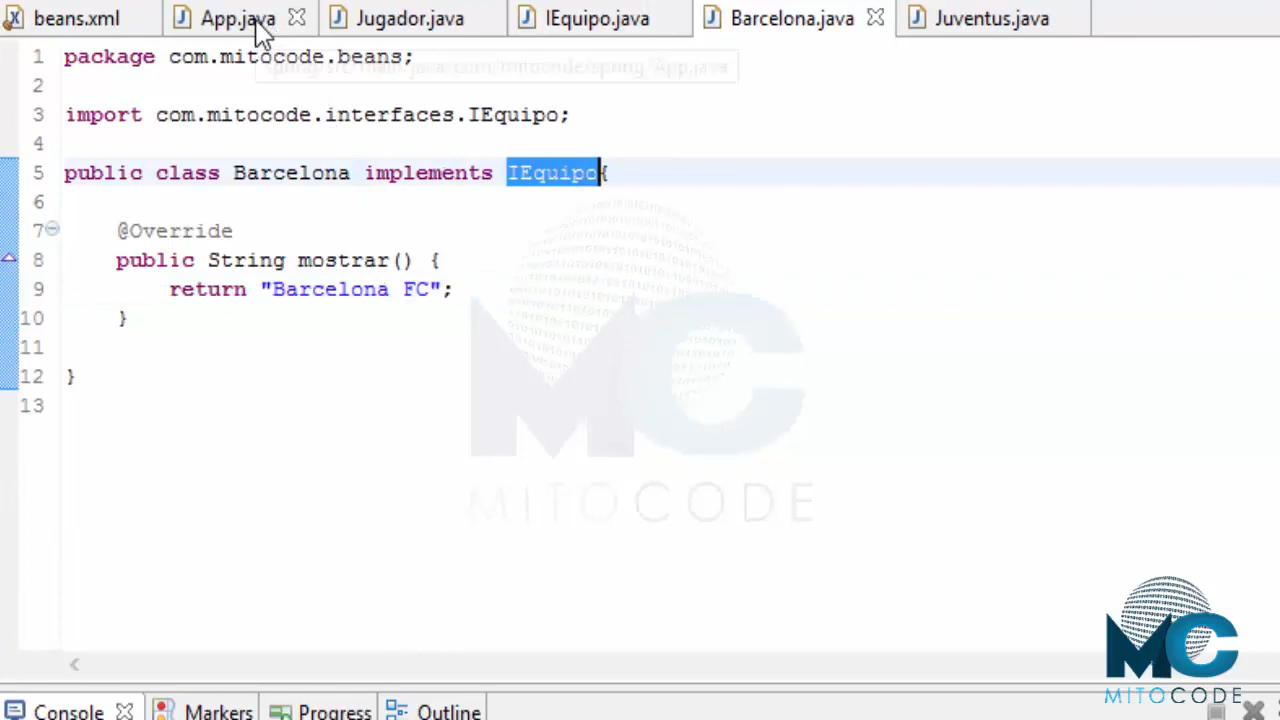 beans.xml
App.java
Jugador.java
IEquipo.java
Barcelona.java
Juventus.java
1 package com.mitocode.beans;
2
3 import com.mitocode.interfaces.IEquipo;
4
5 public class Barcelona implements IEquipo{
6
7 @Override
8 public String mostrar() {
9 return "Barcelona FC";
10 }
11
12 }
13
MC
MITOCODE
MC
MITOCODE
Console
Markers
Progress
Outline